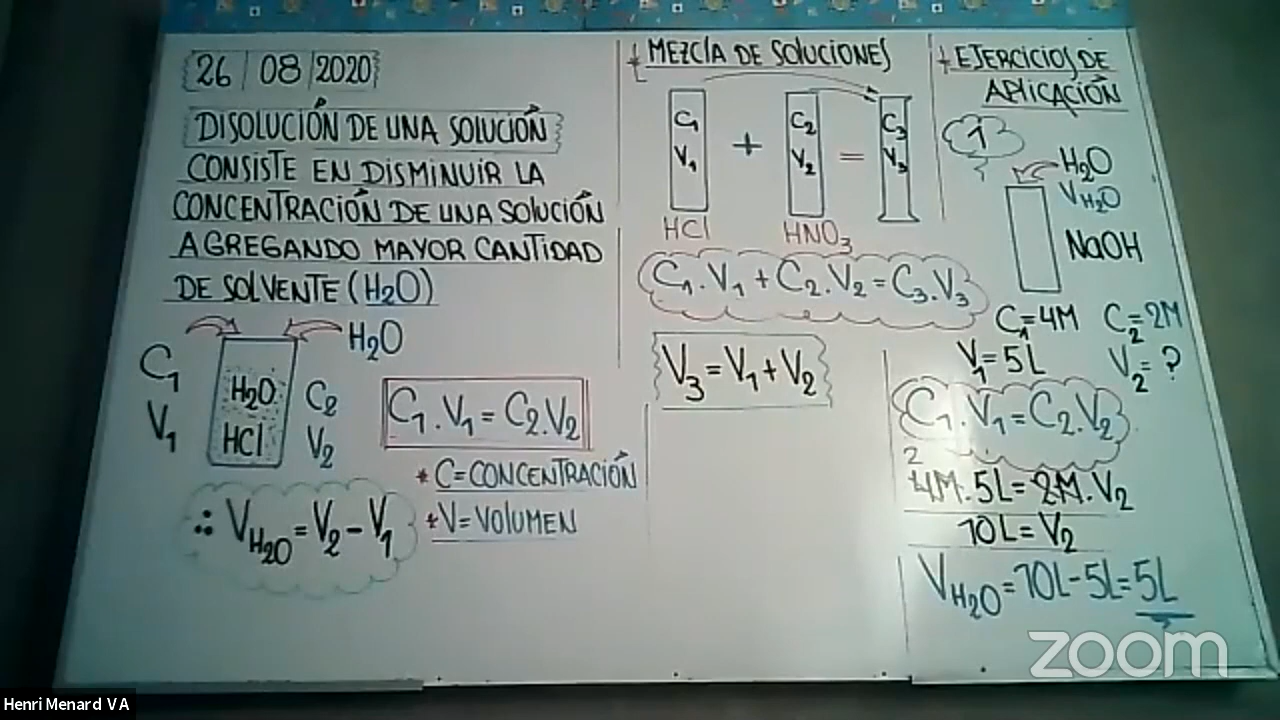 26 | 08 | 2020
DISOLUCIÓN DE UNA SOLUCIÓN
CONSISTE EN DISMINUIR LA
CONCENTRACIÓN DE UNA SOLUCIÓN
AGREGANDO MAYOR CANTIDAD
DE SOLVENTE (H₂O)
H₂O
C₁
V₁
H₂O
HCl
C₂
V₂
C₁.V₁=C₂.V₂
* C=CONCENTRACIÓN
* V=VOLUMEN
∴ V_H₂O=V₂-V₁
MEZCLA DE SOLUCIONES
C₁
V₁
+
C₂
V₂
=
C₃
V₃
HCl
HNO₃
C₁.V₁+C₂.V₂=C₃.V₃
V₃=V₁+V₂
EJERCICIOS DE
APLICACIÓN
1
H₂O
V_H₂O
NaOH
C₁=4M C₂=2M
V₁=5L V₂=?
C₁.V₁=C₂.V₂
2
4M.5L=2M.V₂
10L=V₂
V_H₂O=10L-5L=5L
zoom
Henri Menard V A